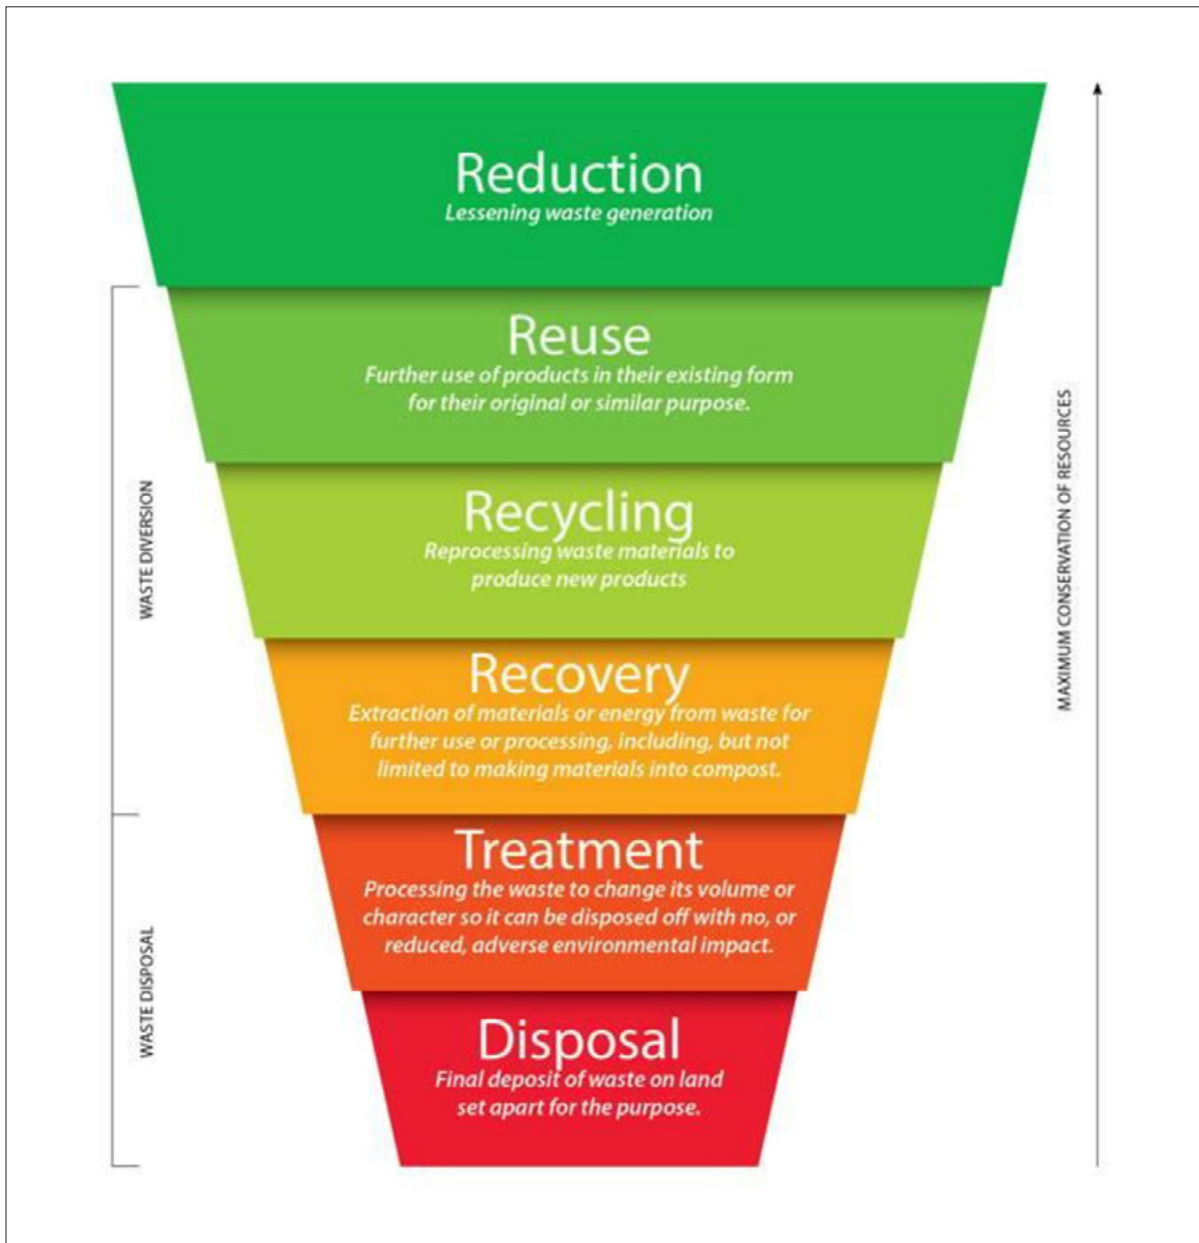 Reduction
Lessening waste generation
Reuse
Further use of products in their existing form
for their original or similar purpose.
Recycling
Reprocessing waste materials to
produce new products
Recovery
Extraction of materials or energy from waste for
further use or processing, including, but not
limited to making materials into compost.
Treatment
Processing the waste to change its volume or
character so it can be disposed off with no, or
reduced, adverse environmental impact.
Disposal
Final deposit of waste on land
set apart for the purpose.
WASTE DIVERSION
WASTE DISPOSAL
MAXIMUM CONSERVATION OF RESOURCES